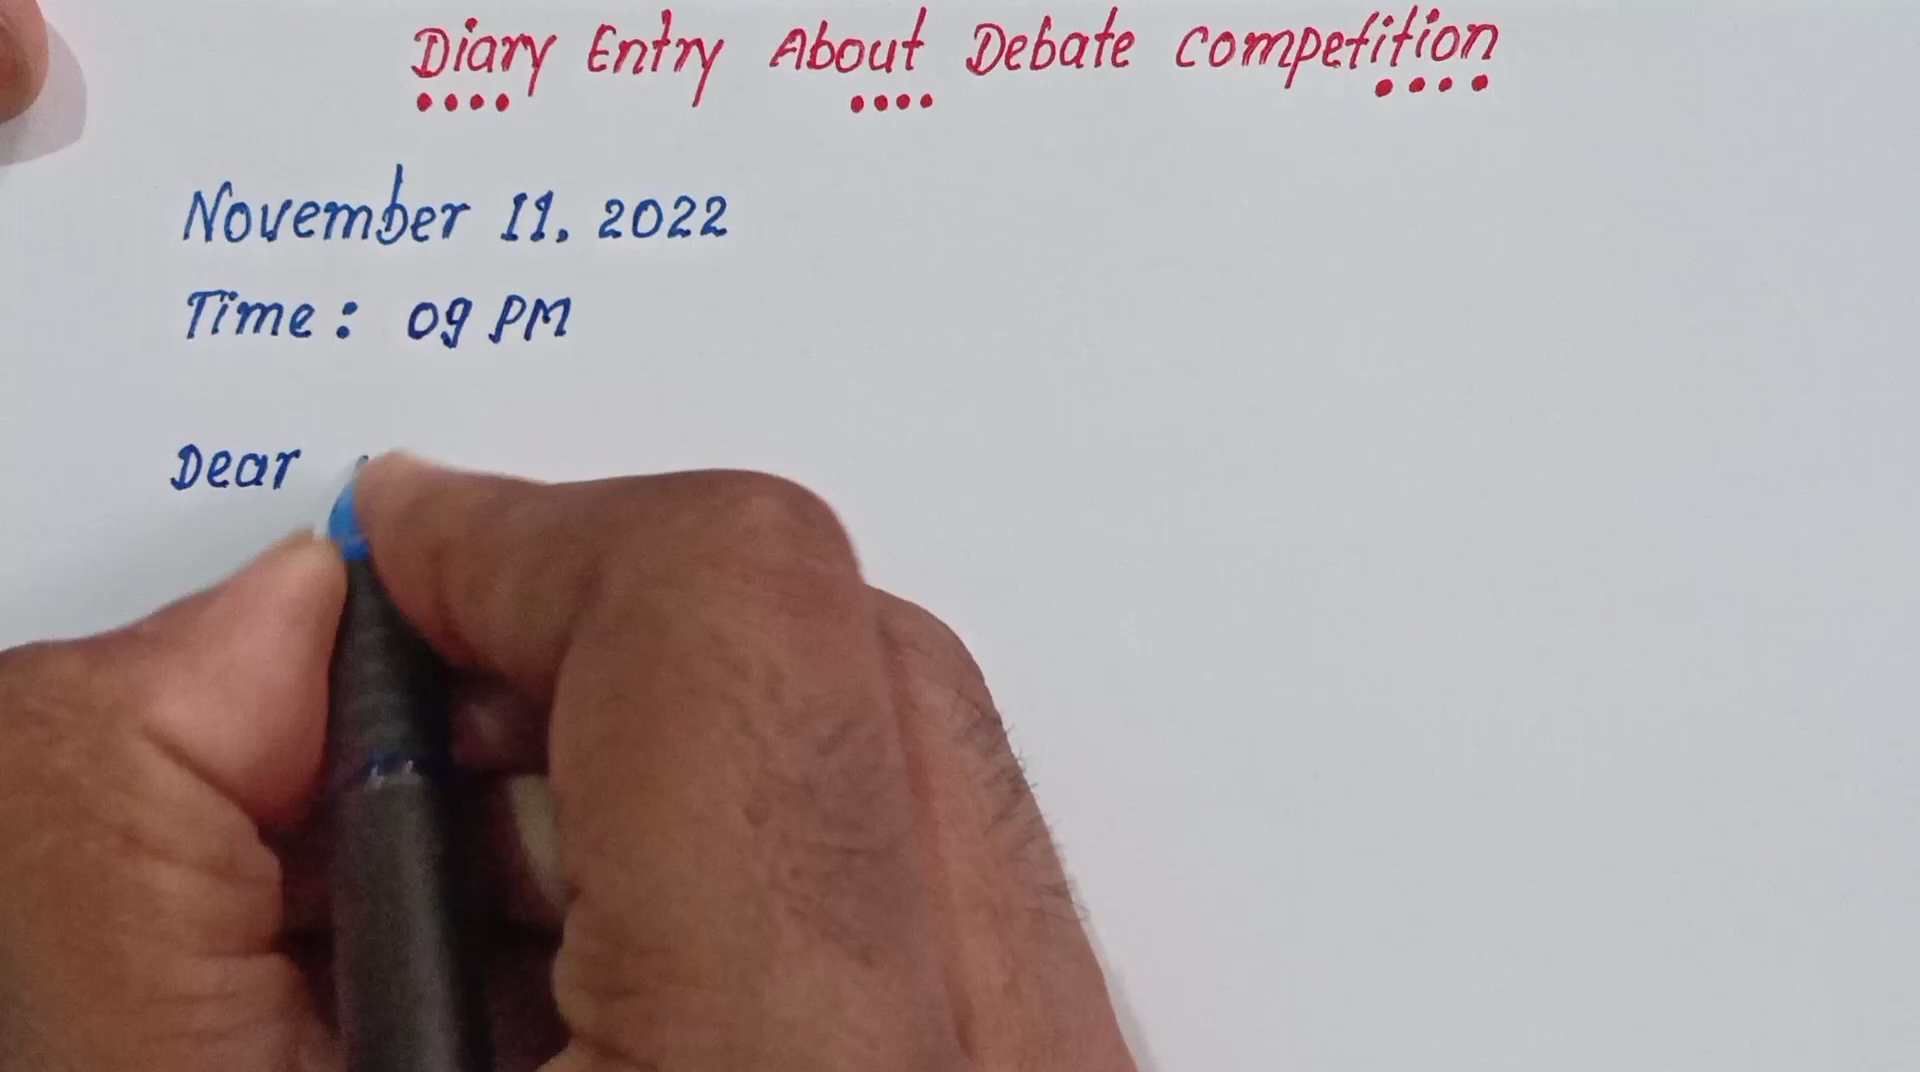 Diary Entry About Debate competition
November 11, 2022
Time : 09 PM
Dear